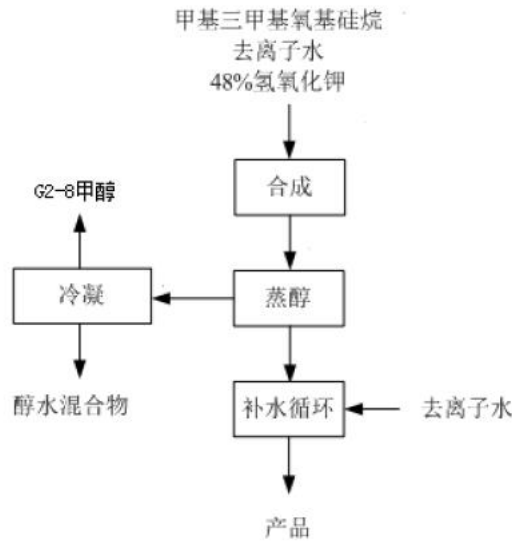 甲基三甲基氧基硅烷
去离子水
48%氢氧化钾
合成
G2-8甲醇
冷凝
蒸醇
醇水混合物
补水循环
去离子水
产品